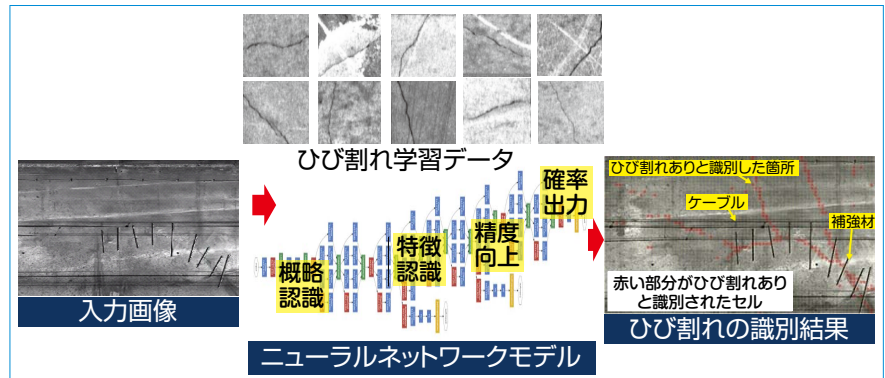 ひび割れ学習データ
入力画像
概略
認識
特徴
認識
精度
向上
確率
出力
ニューラルネットワークモデル
ひび割れありと識別した箇所
ケーブル
補強材
赤い部分がひび割れあり
と識別されたセル
ひび割れの識別結果